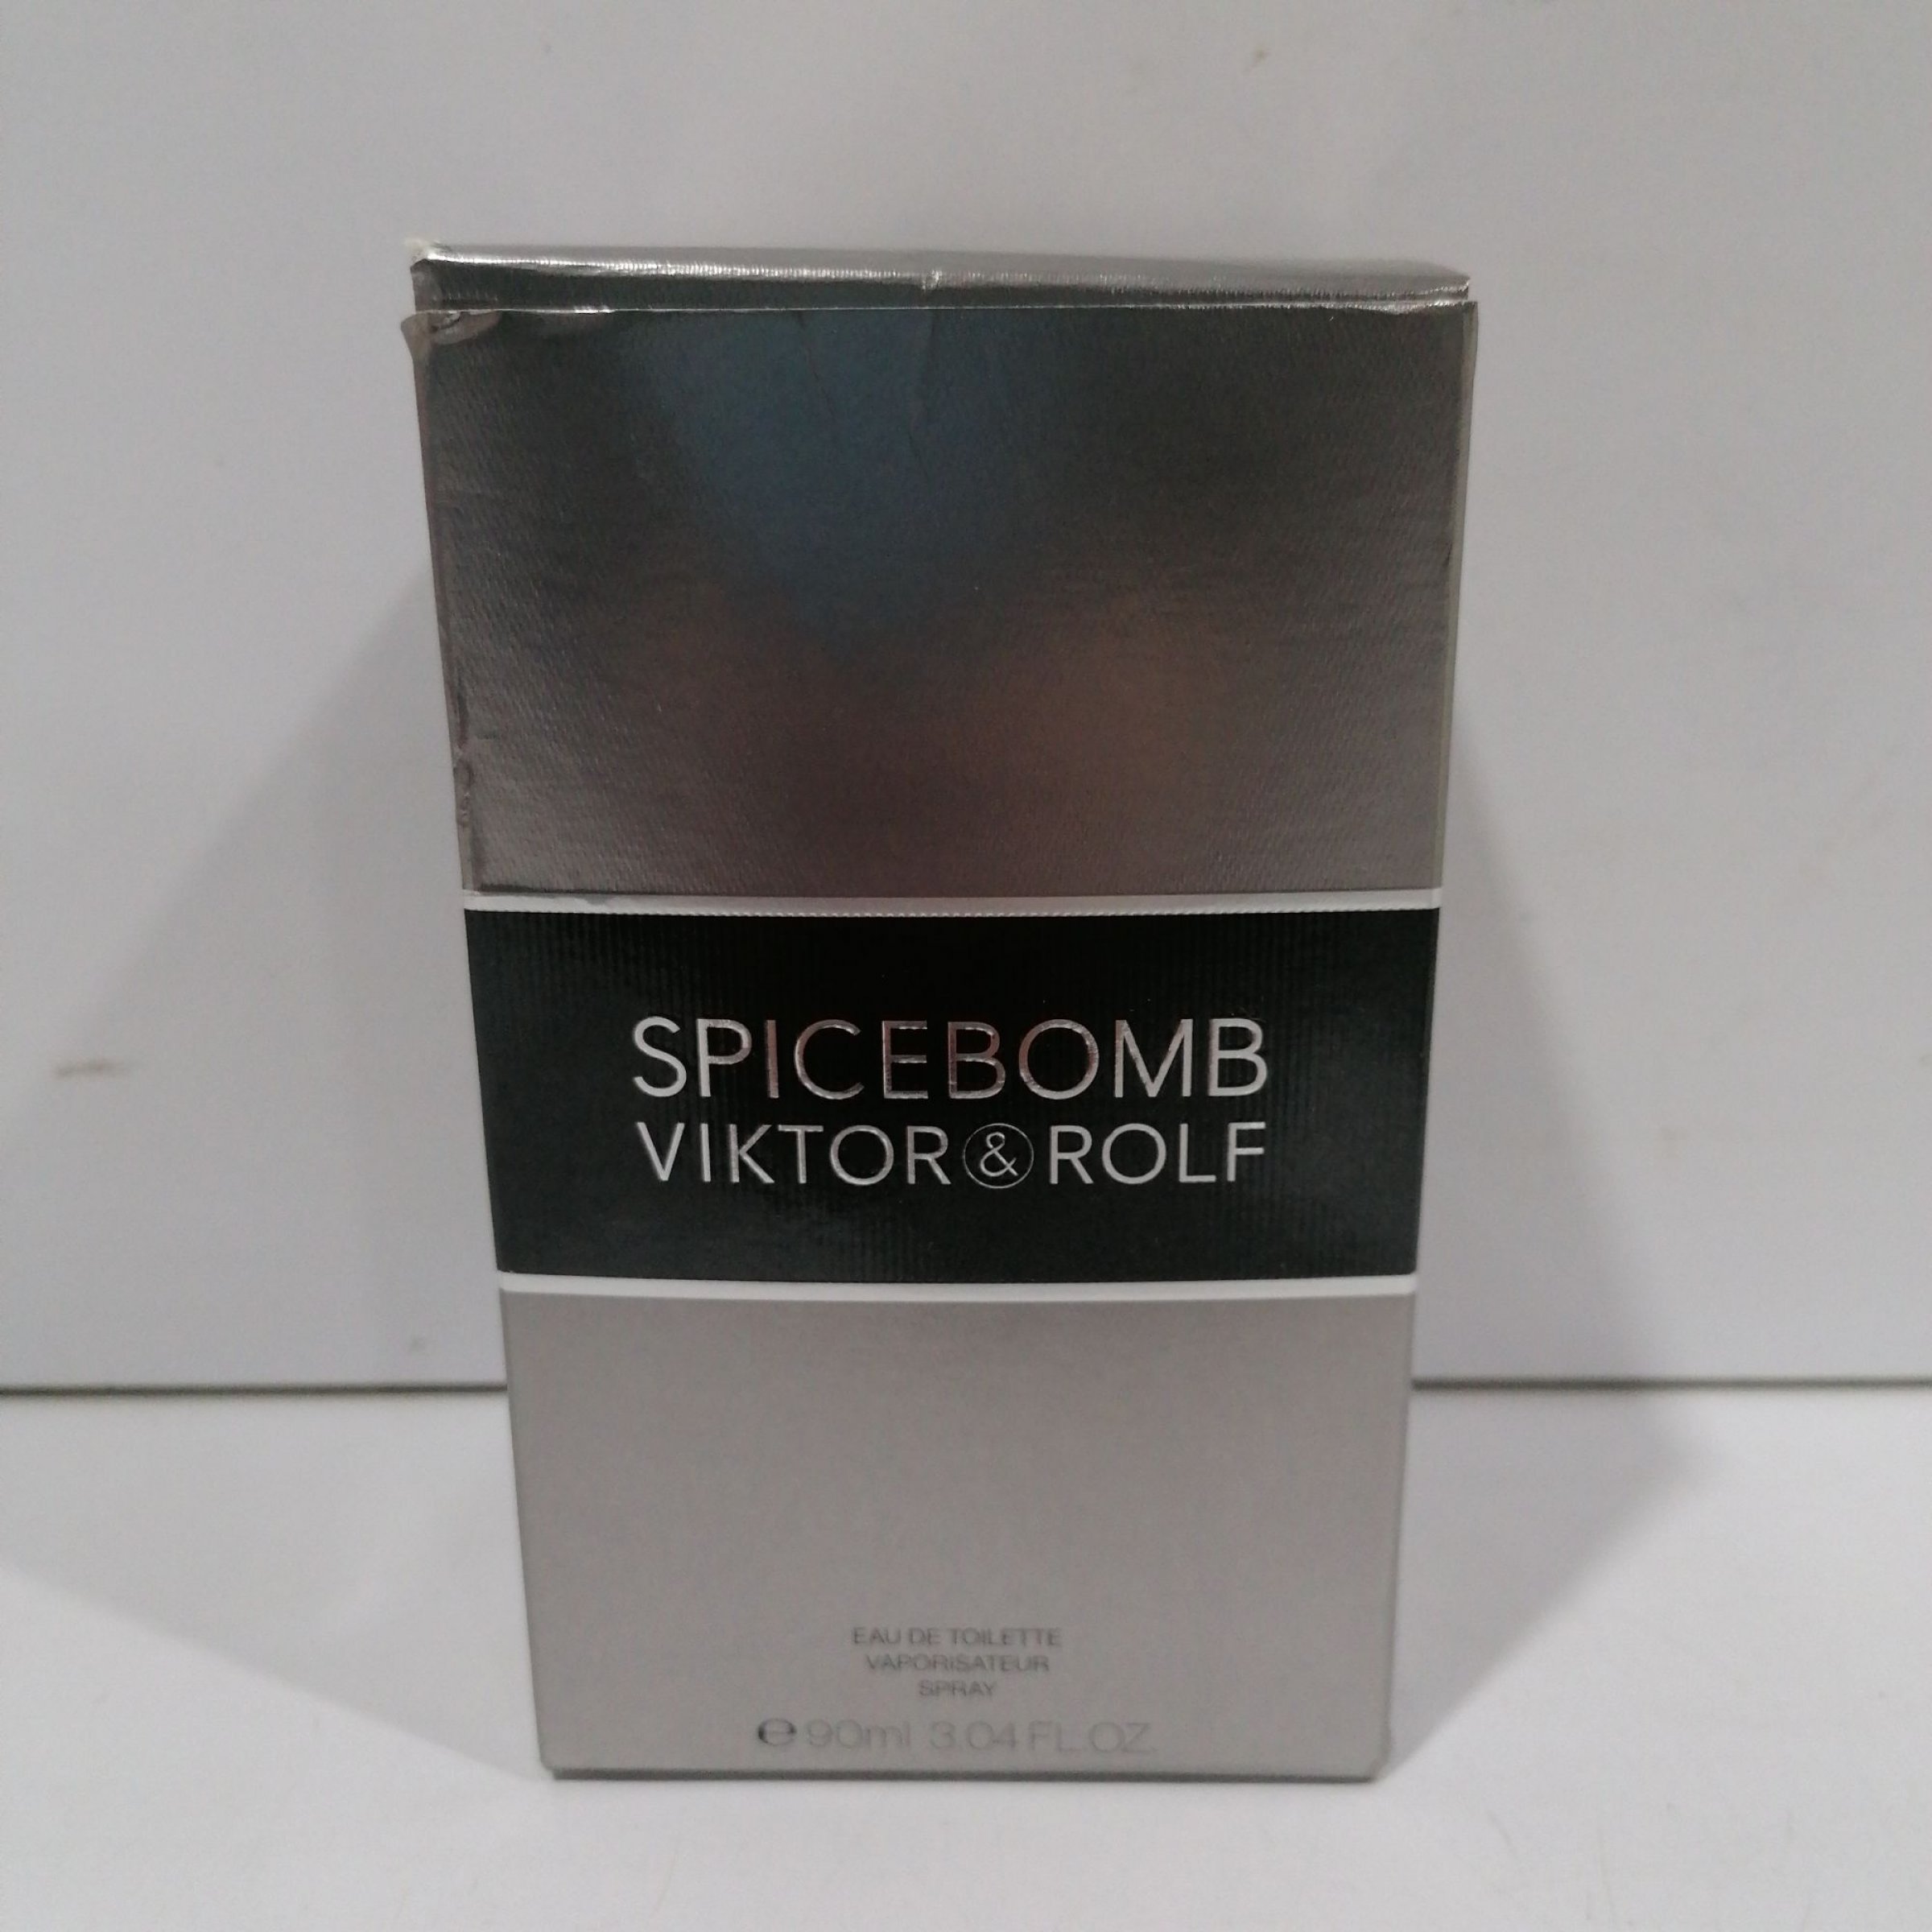 SPICEBOMB
VIKTOR&ROLF
EAU DE TOILETTE
VAPORISATEUR
SPRAY
℮ 90ml 3.04 FL.OZ.